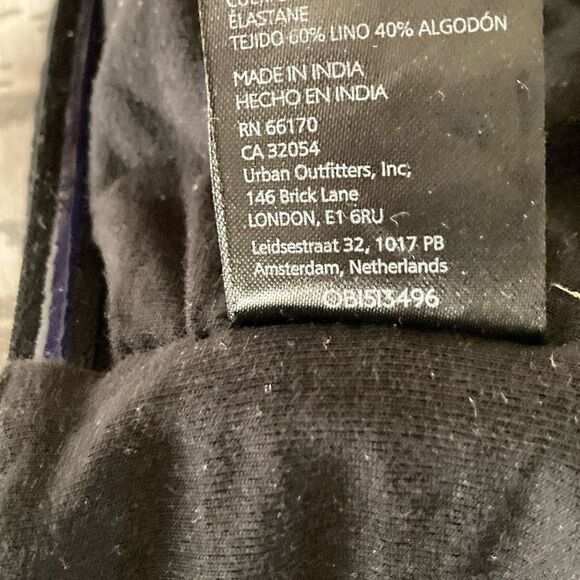 ÉLASTANE
TEJIDO 60% LINO 40% ALGODÓN
MADE IN INDIA
HECHO EN INDIA
RN 66170
CA 32054
Urban Outfitters, Inc,
146 Brick Lane
LONDON, E1 6RU
Leidsestraat 32, 1017 PB
Amsterdam, Netherlands
OB1513496